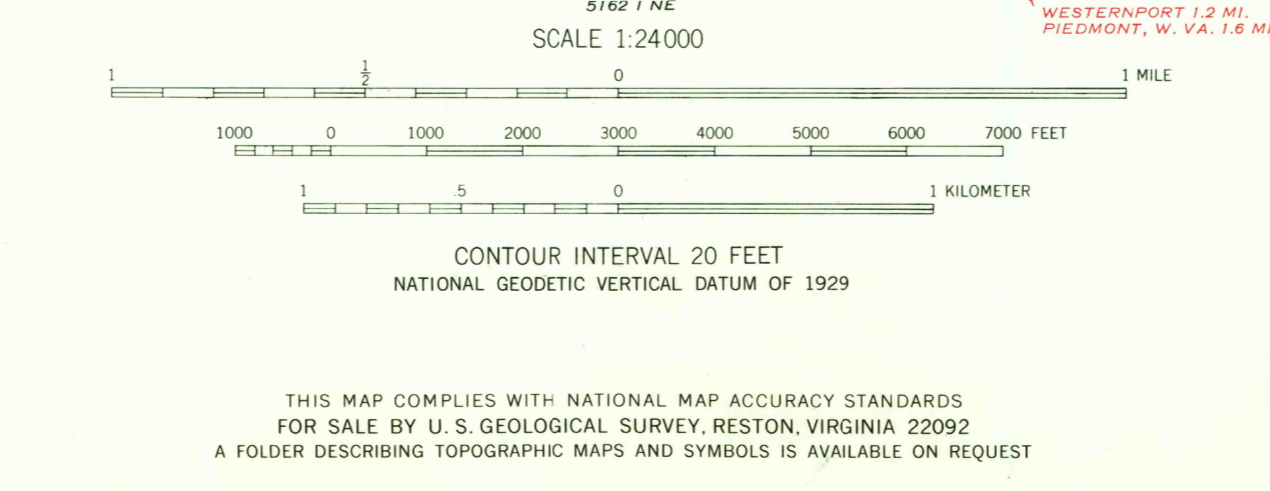 5162 I NE
WESTERNPORT 1.2 MI.
PIEDMONT, W. VA. 1.6 MI
SCALE 1:24000
1 ½ 0 1 MILE
1000 0 1000 2000 3000 4000 5000 6000 7000 FEET
1 .5 0 1 KILOMETER
CONTOUR INTERVAL 20 FEET
NATIONAL GEODETIC VERTICAL DATUM OF 1929
THIS MAP COMPLIES WITH NATIONAL MAP ACCURACY STANDARDS
FOR SALE BY U.S. GEOLOGICAL SURVEY, RESTON, VIRGINIA 22092
A FOLDER DESCRIBING TOPOGRAPHIC MAPS AND SYMBOLS IS AVAILABLE ON REQUEST